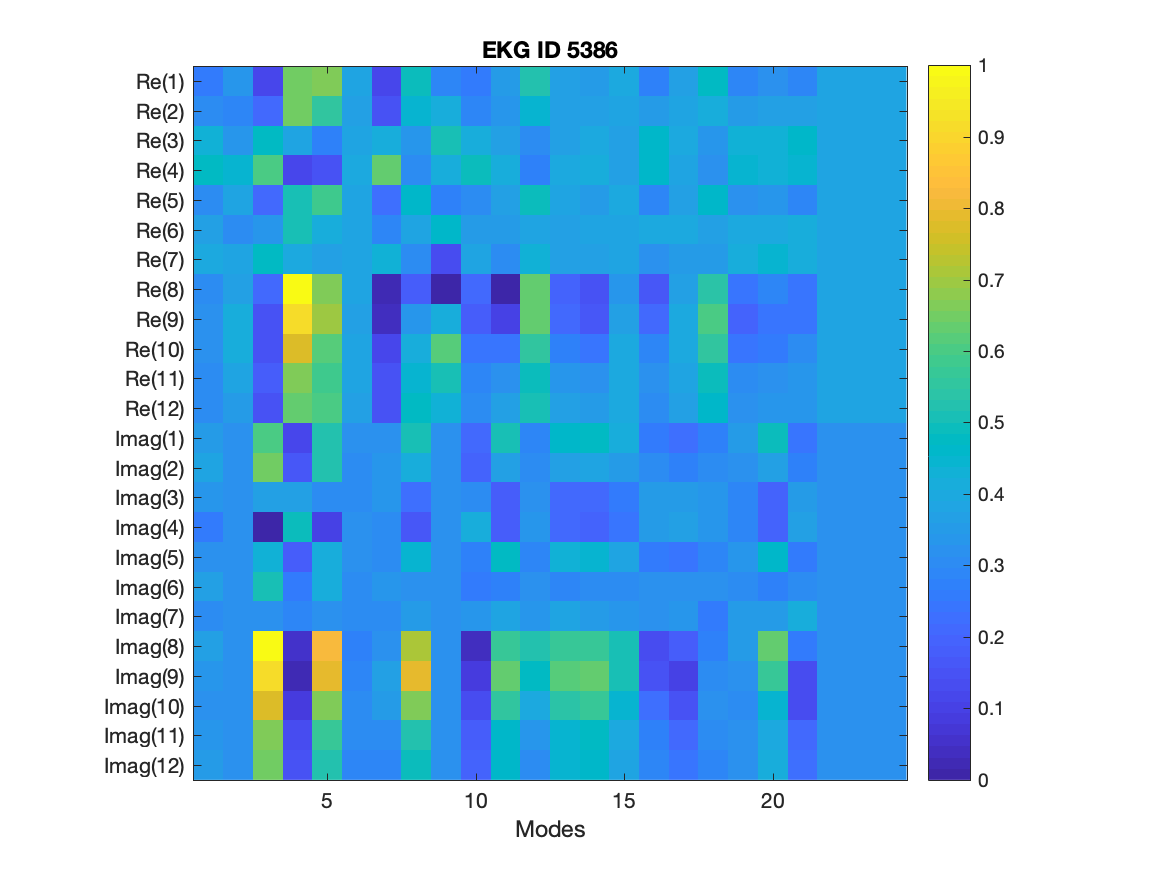 EKG ID 5386
Re(1)
Re(2)
Re(3)
Re(4)
Re(5)
Re(6)
Re(7)
Re(8)
Re(9)
Re(10)
Re(11)
Re(12)
Imag(1)
Imag(2)
Imag(3)
Imag(4)
Imag(5)
Imag(6)
Imag(7)
Imag(8)
Imag(9)
Imag(10)
Imag(11)
Imag(12)
5 10 15 20
Modes
1
0.9
0.8
0.7
0.6
0.5
0.4
0.3
0.2
0.1
0